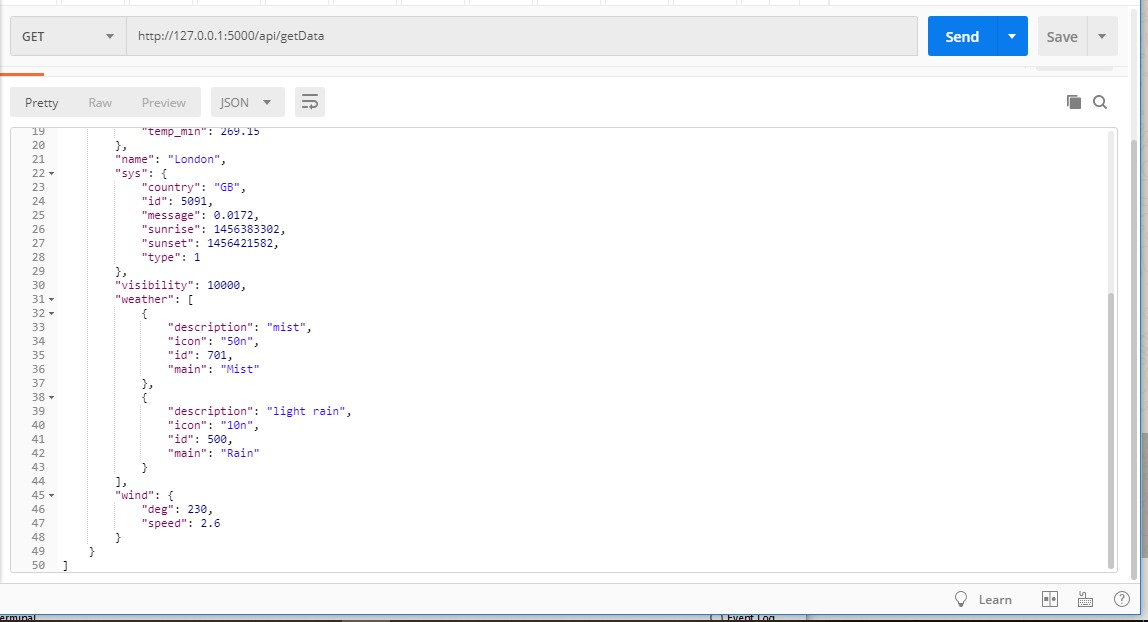 GET http://127.0.0.1:5000/api/getData Send Save
Pretty Raw Preview JSON
19 "temp_min": 269.15
20 },
21 "name": "London",
22 "sys": {
23 "country": "GB",
24 "id": 5091,
25 "message": 0.0172,
26 "sunrise": 1456383302,
27 "sunset": 1456421582,
28 "type": 1
29 },
30 "visibility": 10000,
31 "weather": [
32 {
33 "description": "mist",
34 "icon": "50n",
35 "id": 701,
36 "main": "Mist"
37 },
38 {
39 "description": "light rain",
40 "icon": "10n",
41 "id": 500,
42 "main": "Rain"
43 }
44 ],
45 "wind": {
46 "deg": 230,
47 "speed": 2.6
48 }
49 }
50 ]
Learn
erminal Event Log